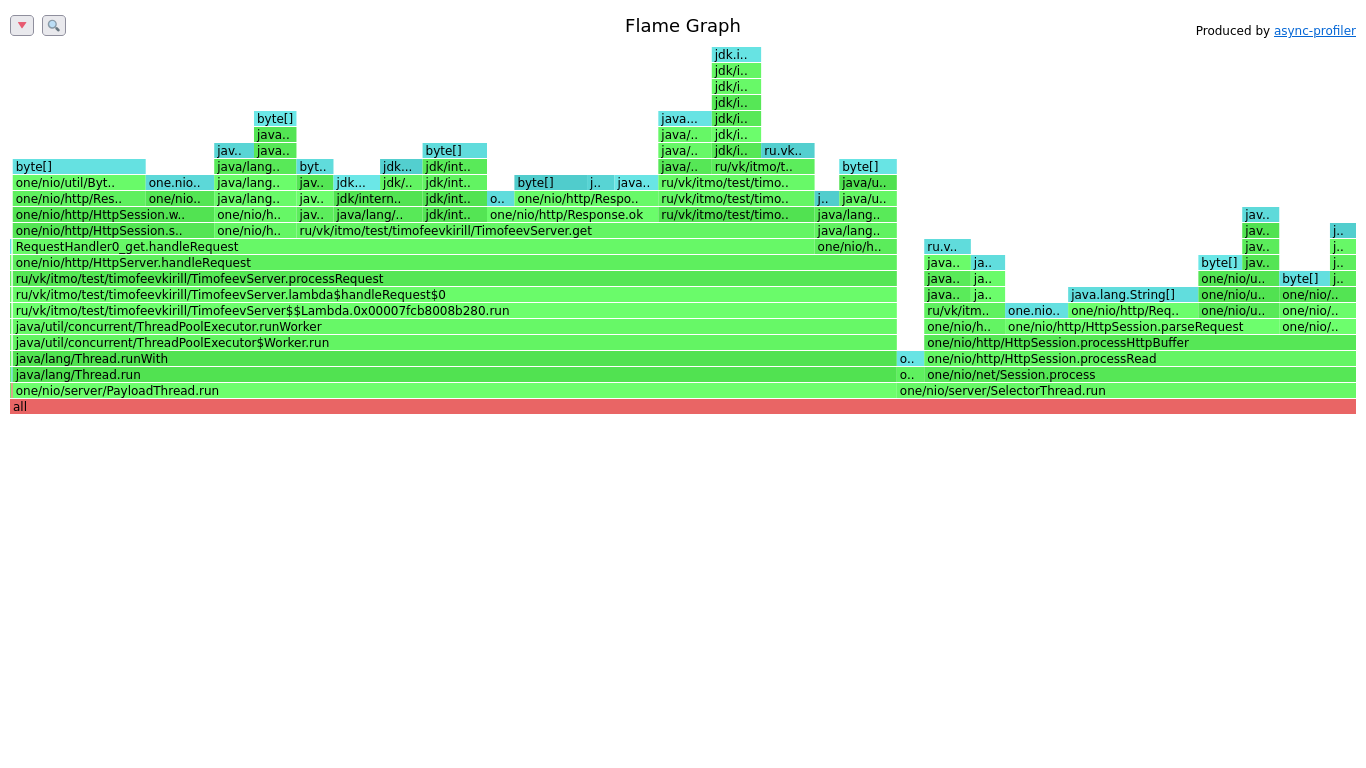 Flame Graph
Produced by async-profiler
jdk.i..
jdk/i..
jdk/i..
jdk/i..
byte[] java... jdk/i..
java.. java/.. jdk/i..
jav.. java.. byte[] java/.. jdk/i.. ru.vk..
byte[] java/lang.. byt.. jdk... jdk/int.. java/.. ru/vk/itmo/t.. byte[]
one/nio/util/Byt.. one.nio.. java/lang.. jav.. jdk... jdk/.. jdk/int.. byte[] j.. java.. ru/vk/itmo/test/timo.. java/u..
one/nio/http/Res.. one/nio.. java/lang.. jav.. jdk/intern.. jdk/int.. o.. one/nio/http/Respo.. ru/vk/itmo/test/timo.. j.. java/u..
one/nio/http/HttpSession.w.. one/nio/h.. jav.. java/lang/.. jdk/int.. one/nio/http/Response.ok ru/vk/itmo/test/timo.. java/lang.. jav..
one/nio/http/HttpSession.s.. one/nio/h.. ru/vk/itmo/test/timofeevkirill/TimofeevServer.get java/lang.. jav.. j..
RequestHandler0_get.handleRequest one/nio/h.. ru.v.. jav.. j..
one/nio/http/HttpServer.handleRequest java.. ja.. byte[] jav.. j..
ru/vk/itmo/test/timofeevkirill/TimofeevServer.processRequest java.. ja.. one/nio/u.. byte[] j..
ru/vk/itmo/test/timofeevkirill/TimofeevServer.lambda$handleRequest$0 java.. ja.. java.lang.String[] one/nio/u.. one/nio/..
ru/vk/itmo/test/timofeevkirill/TimofeevServer$$Lambda.0x00007fcb8008b280.run ru/vk/itm.. one.nio.. one/nio/http/Req.. one/nio/u.. one/nio/..
java/util/concurrent/ThreadPoolExecutor.runWorker one/nio/h.. one/nio/http/HttpSession.parseRequest one/nio/..
java/util/concurrent/ThreadPoolExecutor$Worker.run one/nio/http/HttpSession.processHttpBuffer
java/lang/Thread.runWith o.. one/nio/http/HttpSession.processRead
java/lang/Thread.run o.. one/nio/net/Session.process
one/nio/server/PayloadThread.run one/nio/server/SelectorThread.run
all